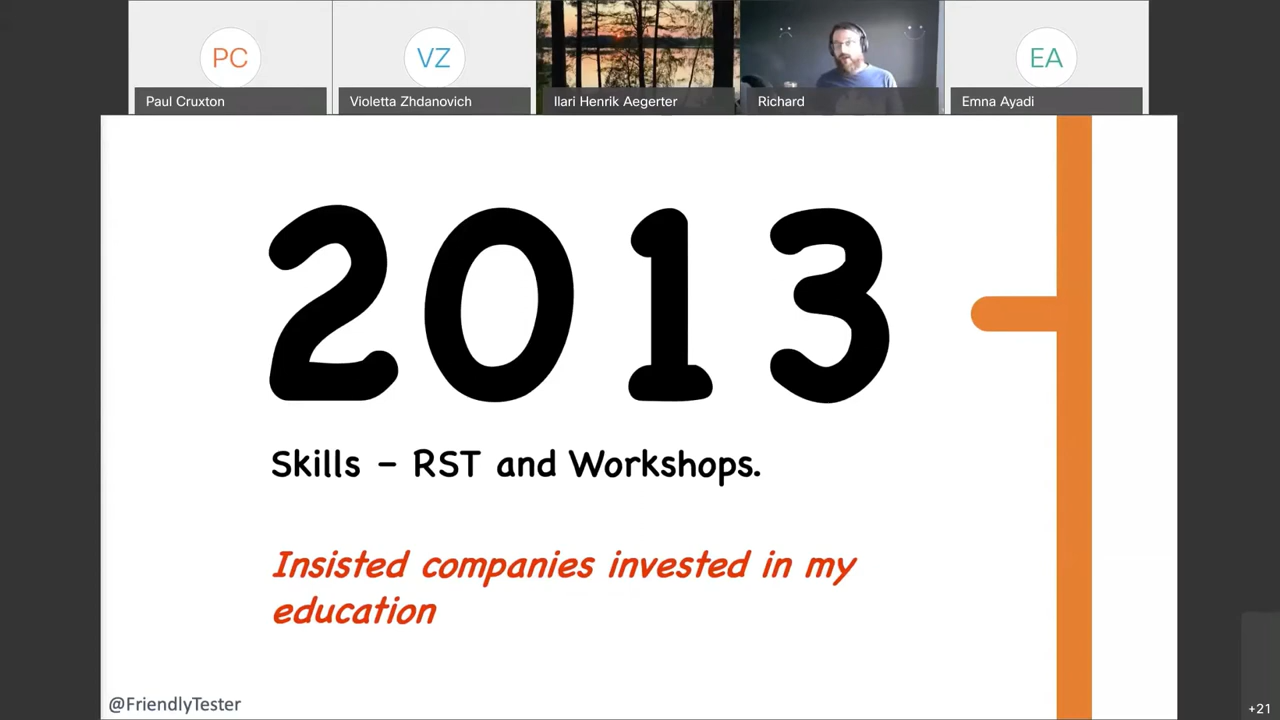 PC
VZ
EA
Paul Cruxton
Violetta Zhdanovich
Ilari Henrik Aegerter
Richard
Emna Ayadi
2013
Skills - RST and Workshops.
Insisted companies invested in my
education
@FriendlyTester
+21